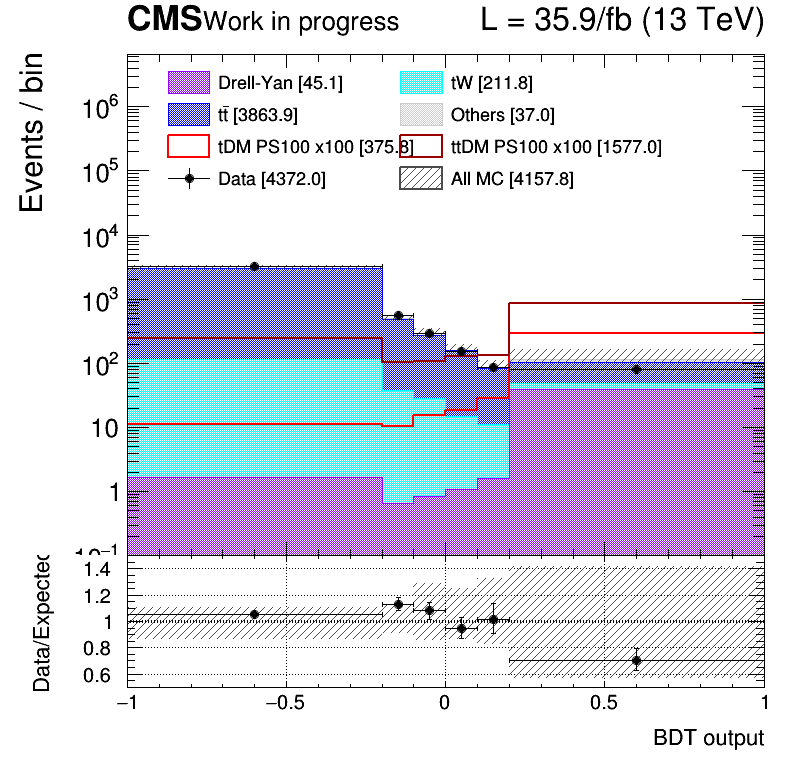 CMS Work in progress L = 35.9/fb (13 TeV)
Events / bin
Drell-Yan [45.1] tW [211.8]
tt̄ [3863.9] Others [37.0]
tDM PS100 x100 [375.8] ttDM PS100 x100 [1577.0]
Data [4372.0] All MC [4157.8]
10⁶
10⁵
10⁴
10³
10²
10
1
10⁻¹
Data/Expected
1.4
1.2
1
0.8
0.6
−1 −0.5 0 0.5 1
BDT output